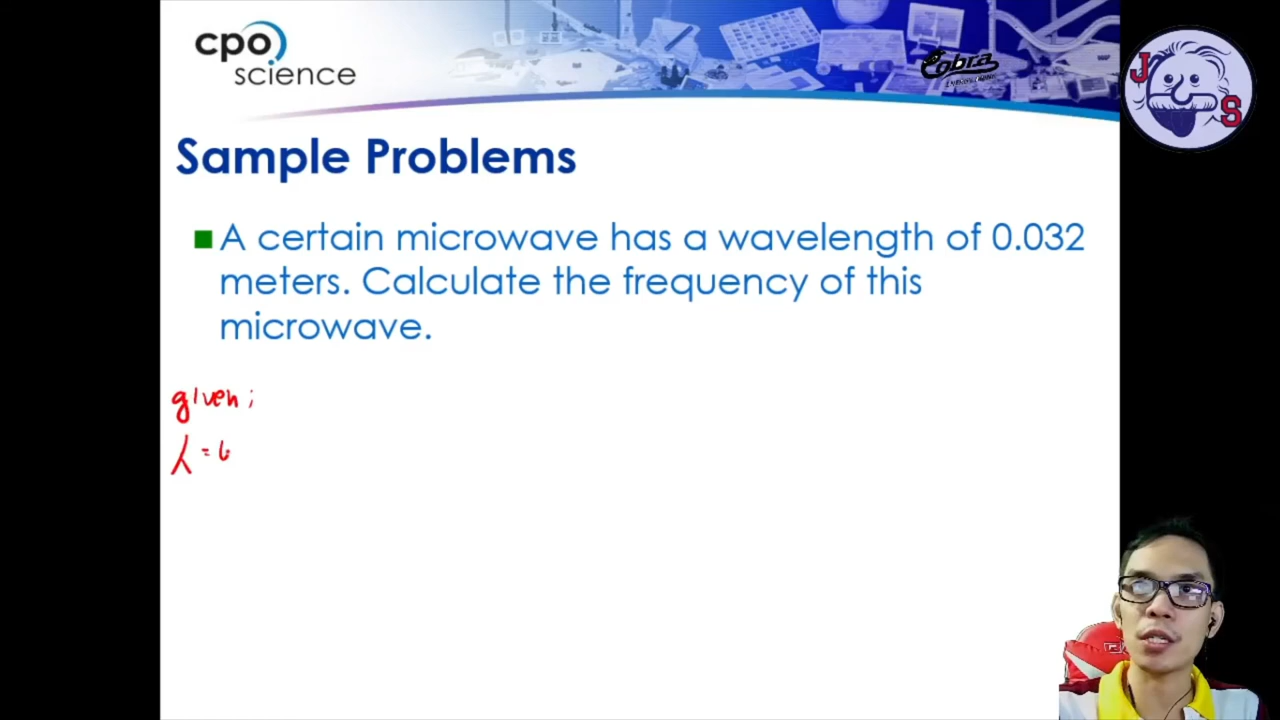 cpo
science
Cobra
J
S
Sample Problems
A certain microwave has a wavelength of 0.032
meters. Calculate the frequency of this
microwave.
given;
λ =